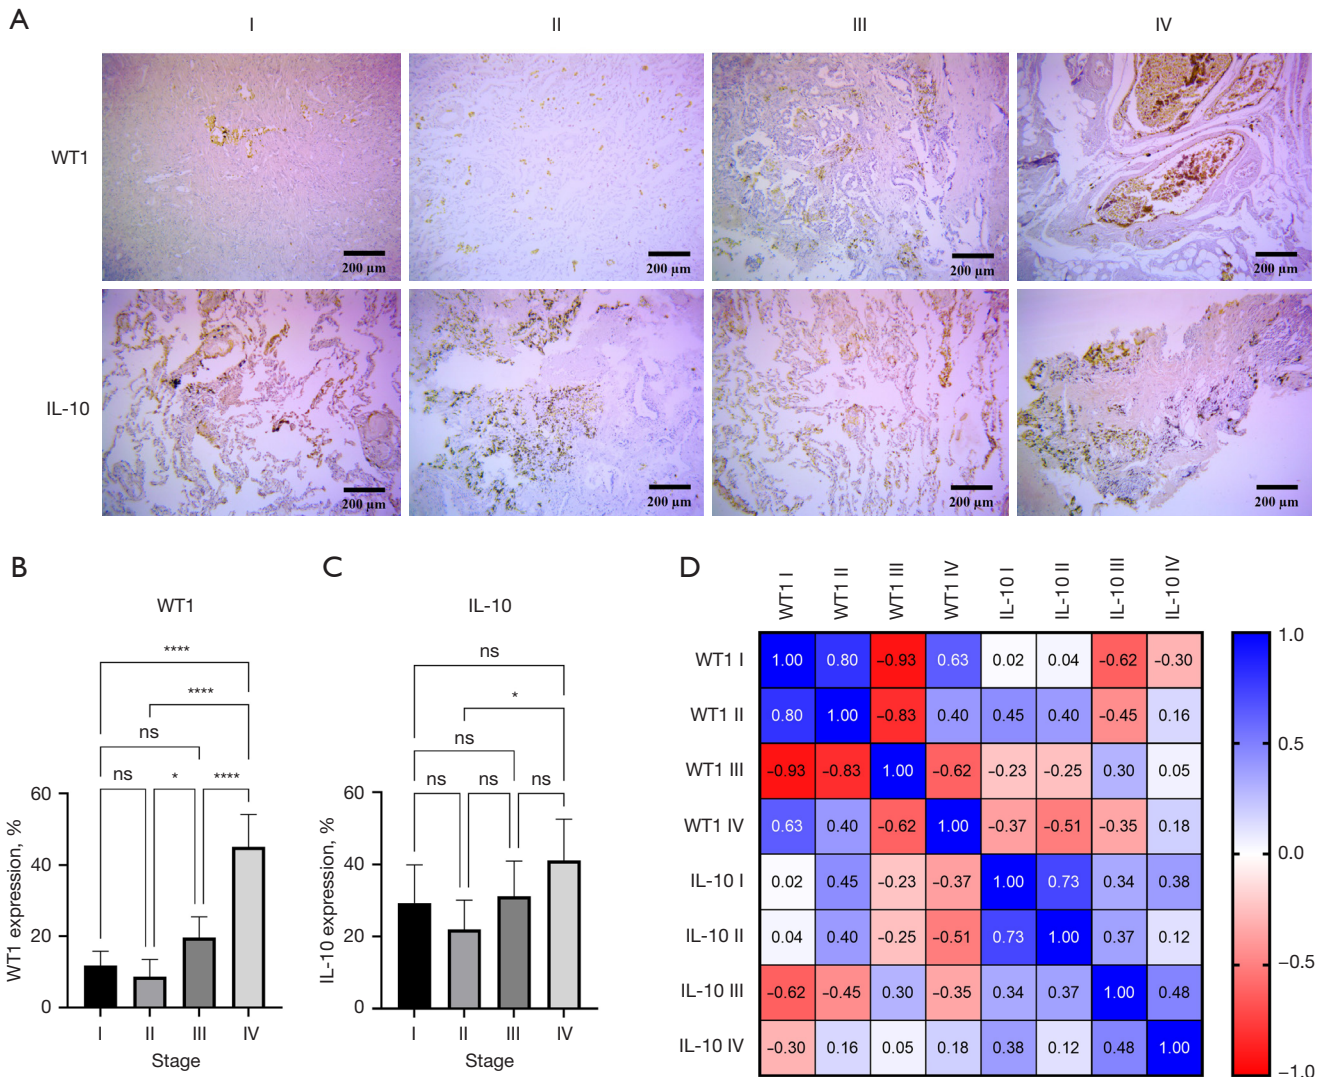 A
I II III IV
WT1
200 µm 200 µm 200 µm 200 µm
IL-10
200 µm 200 µm 200 µm 200 µm
B
WT1
****
****
ns
ns * ****
WT1 expression, %
60
40
20
0
I II III IV
Stage
C
IL-10
ns
*
ns
ns ns ns
IL-10 expression, %
60
40
20
0
I II III IV
Stage
D
WT1 I WT1 II WT1 III WT1 IV IL-10 I IL-10 II IL-10 III IL-10 IV
WT1 I 1.00 0.80 −0.93 0.63 0.02 0.04 −0.62 −0.30
WT1 II 0.80 1.00 −0.83 0.40 0.45 0.40 −0.45 0.16
WT1 III −0.93 −0.83 1.00 −0.62 −0.23 −0.25 0.30 0.05
WT1 IV 0.63 0.40 −0.62 1.00 −0.37 −0.51 −0.35 0.18
IL-10 I 0.02 0.45 −0.23 −0.37 1.00 0.73 0.34 0.38
IL-10 II 0.04 0.40 −0.25 −0.51 0.73 1.00 0.37 0.12
IL-10 III −0.62 −0.45 0.30 −0.35 0.34 0.37 1.00 0.48
IL-10 IV −0.30 0.16 0.05 0.18 0.38 0.12 0.48 1.00
1.0
0.5
0.0
−0.5
−1.0